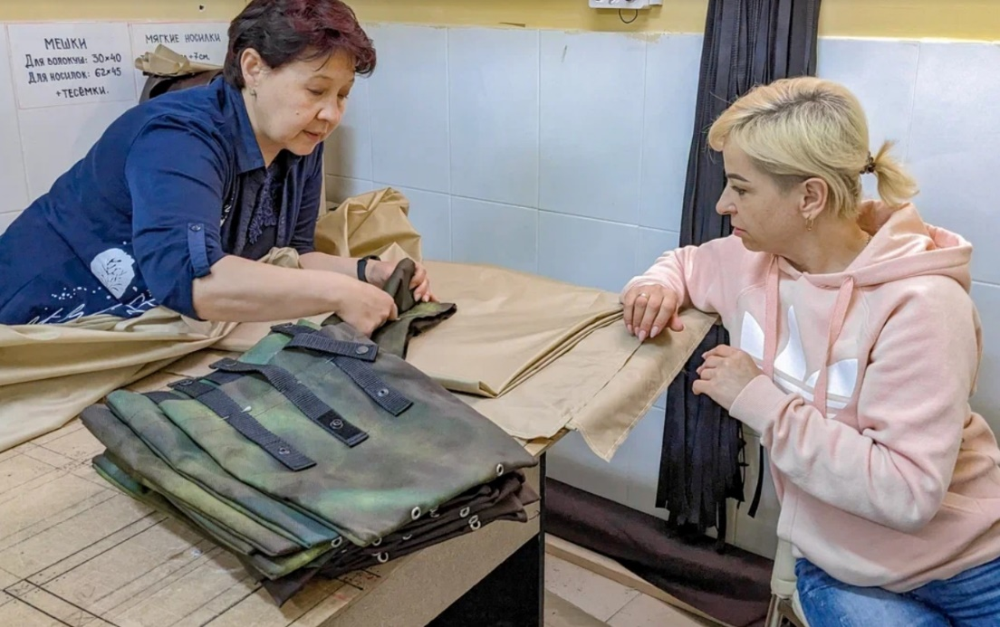 МЕШКИ
Для волокуш: 30×40
Для носилок: 62×45
+ТЕСЁМКИ.
МЯГКИЕ НОСИЛКИ